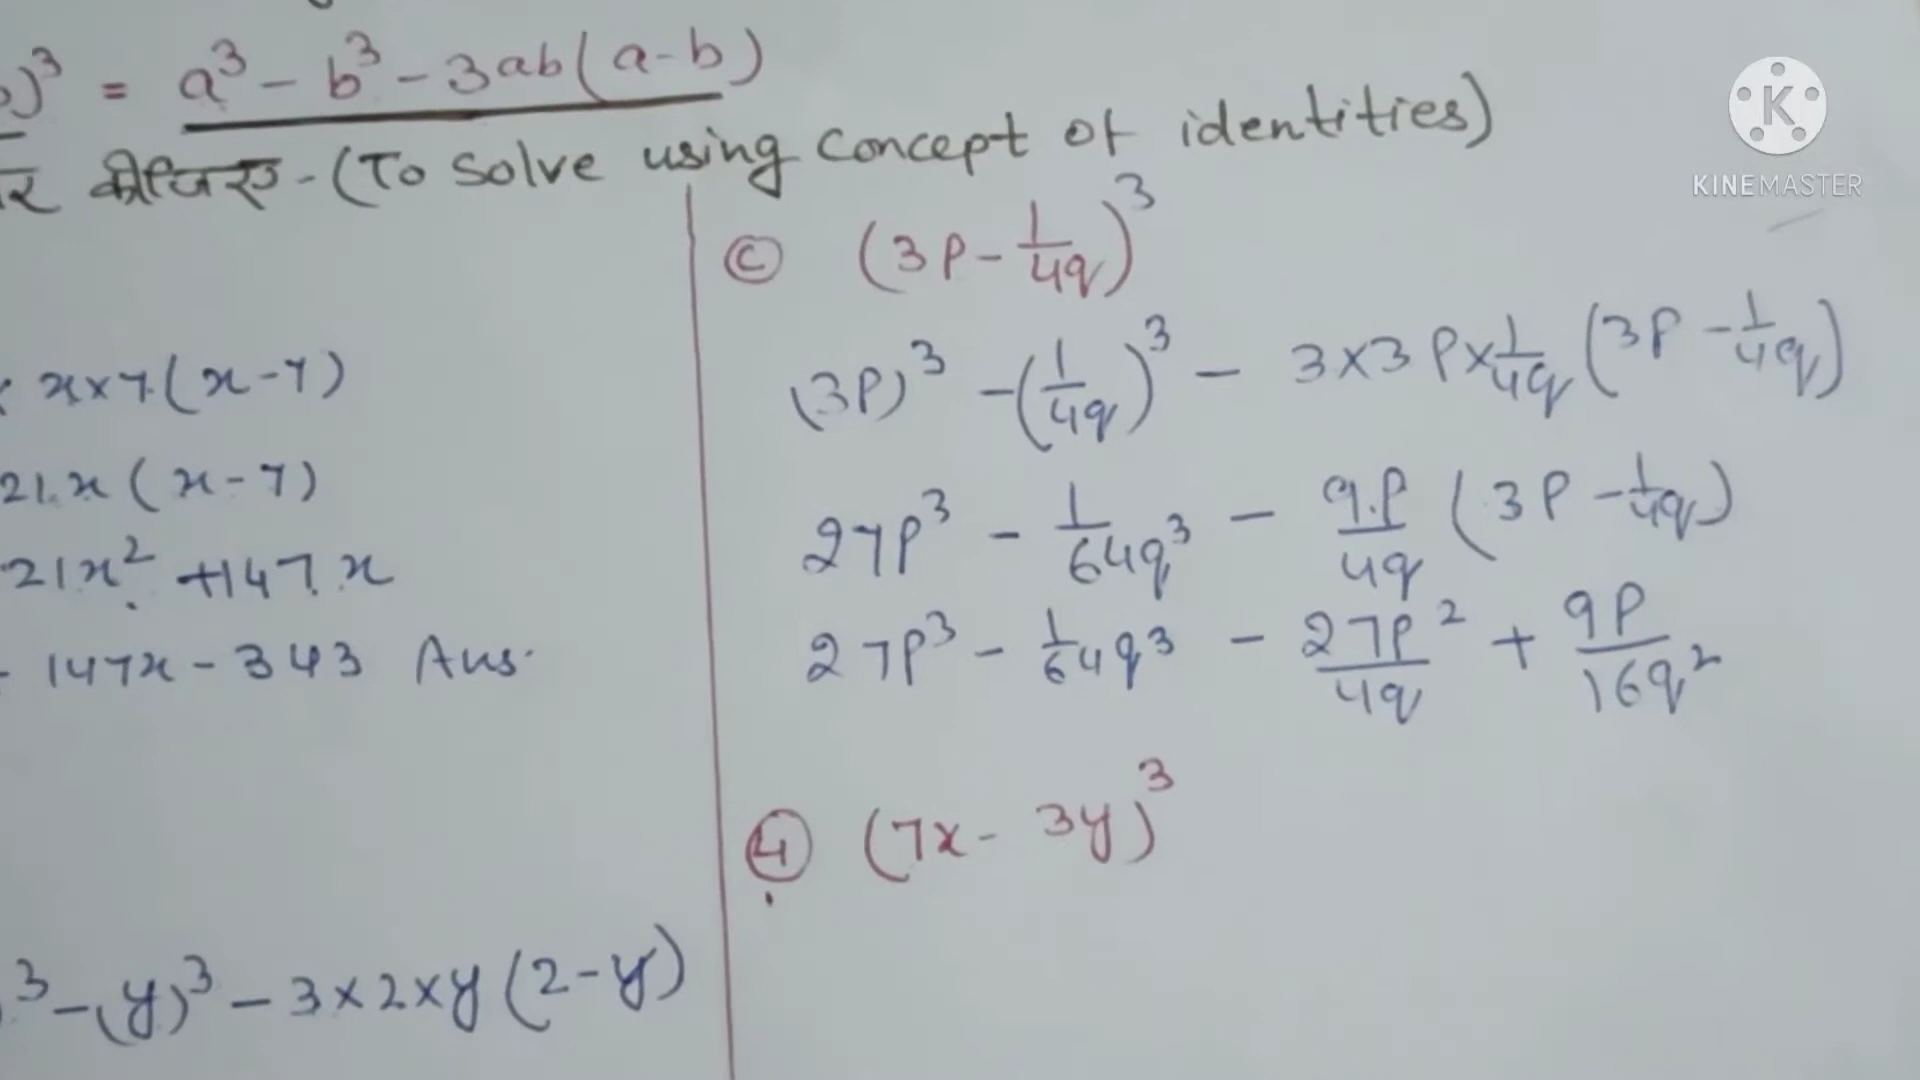 )³ = a³ - b³ - 3ab(a-b)
कीजिए - (To solve using concept of identities)
x×7(x-7)
21x(x-7)
21x² +147x
147x - 343 Ans.
³-(y)³ - 3×2×y(2-y)
(c) (3p - 1/4q)³
(3p)³ - (1/4q)³ - 3×3p×1/4q (3p - 1/4q)
27p³ - 1/64q³ - 9p/4q (3p - 1/4q)
27p³ - 1/64q³ - 27p²/4q + 9p/16q²
(4) (7x - 3y)³
K
KINEMASTER